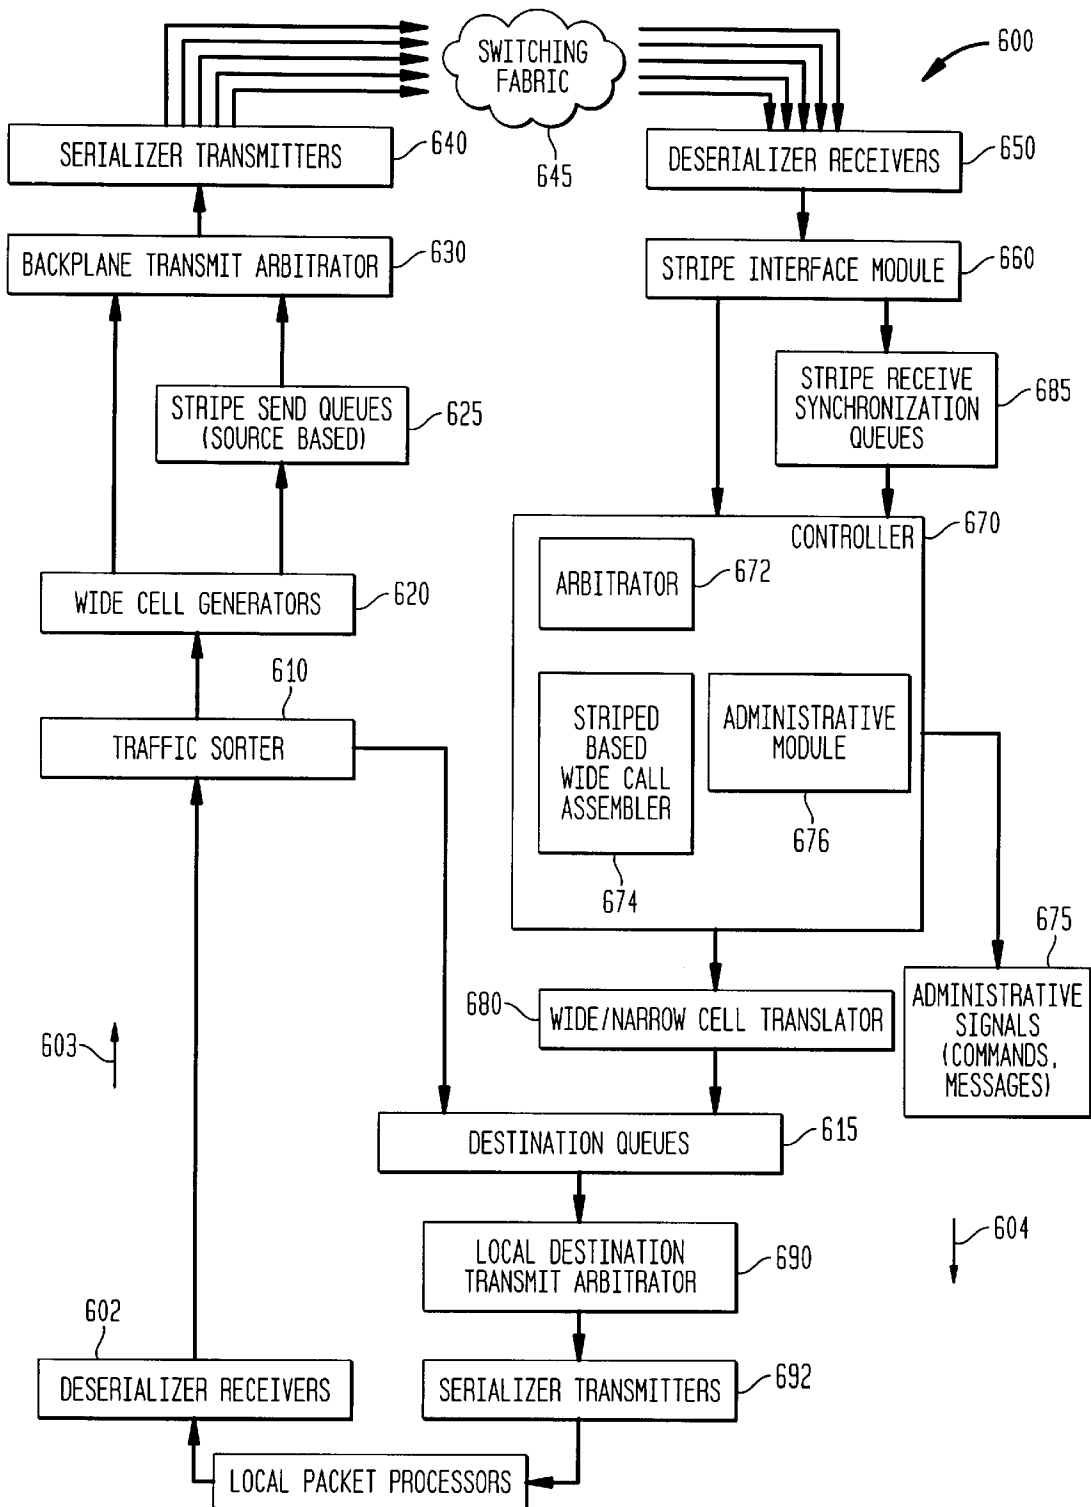 SWITCHING
FABRIC
600
SERIALIZER TRANSMITTERS
640
645
DESERIALIZER RECEIVERS
650
BACKPLANE TRANSMIT ARBITRATOR
630
STRIPE INTERFACE MODULE
660
STRIPE SEND QUEUES
(SOURCE BASED)
625
STRIPE RECEIVE
SYNCHRONIZATION
QUEUES
685
CONTROLLER
670
ARBITRATOR
672
WIDE CELL GENERATORS
620
610
TRAFFIC SORTER
STRIPED
BASED
WIDE CALL
ASSEMBLER
674
ADMINISTRATIVE
MODULE
676
675
ADMINISTRATIVE
SIGNALS
(COMMANDS,
MESSAGES)
680
WIDE/NARROW CELL TRANSLATOR
603
DESTINATION QUEUES
615
604
LOCAL DESTINATION
TRANSMIT ARBITRATOR
690
602
DESERIALIZER RECEIVERS
SERIALIZER TRANSMITTERS
692
LOCAL PACKET PROCESSORS